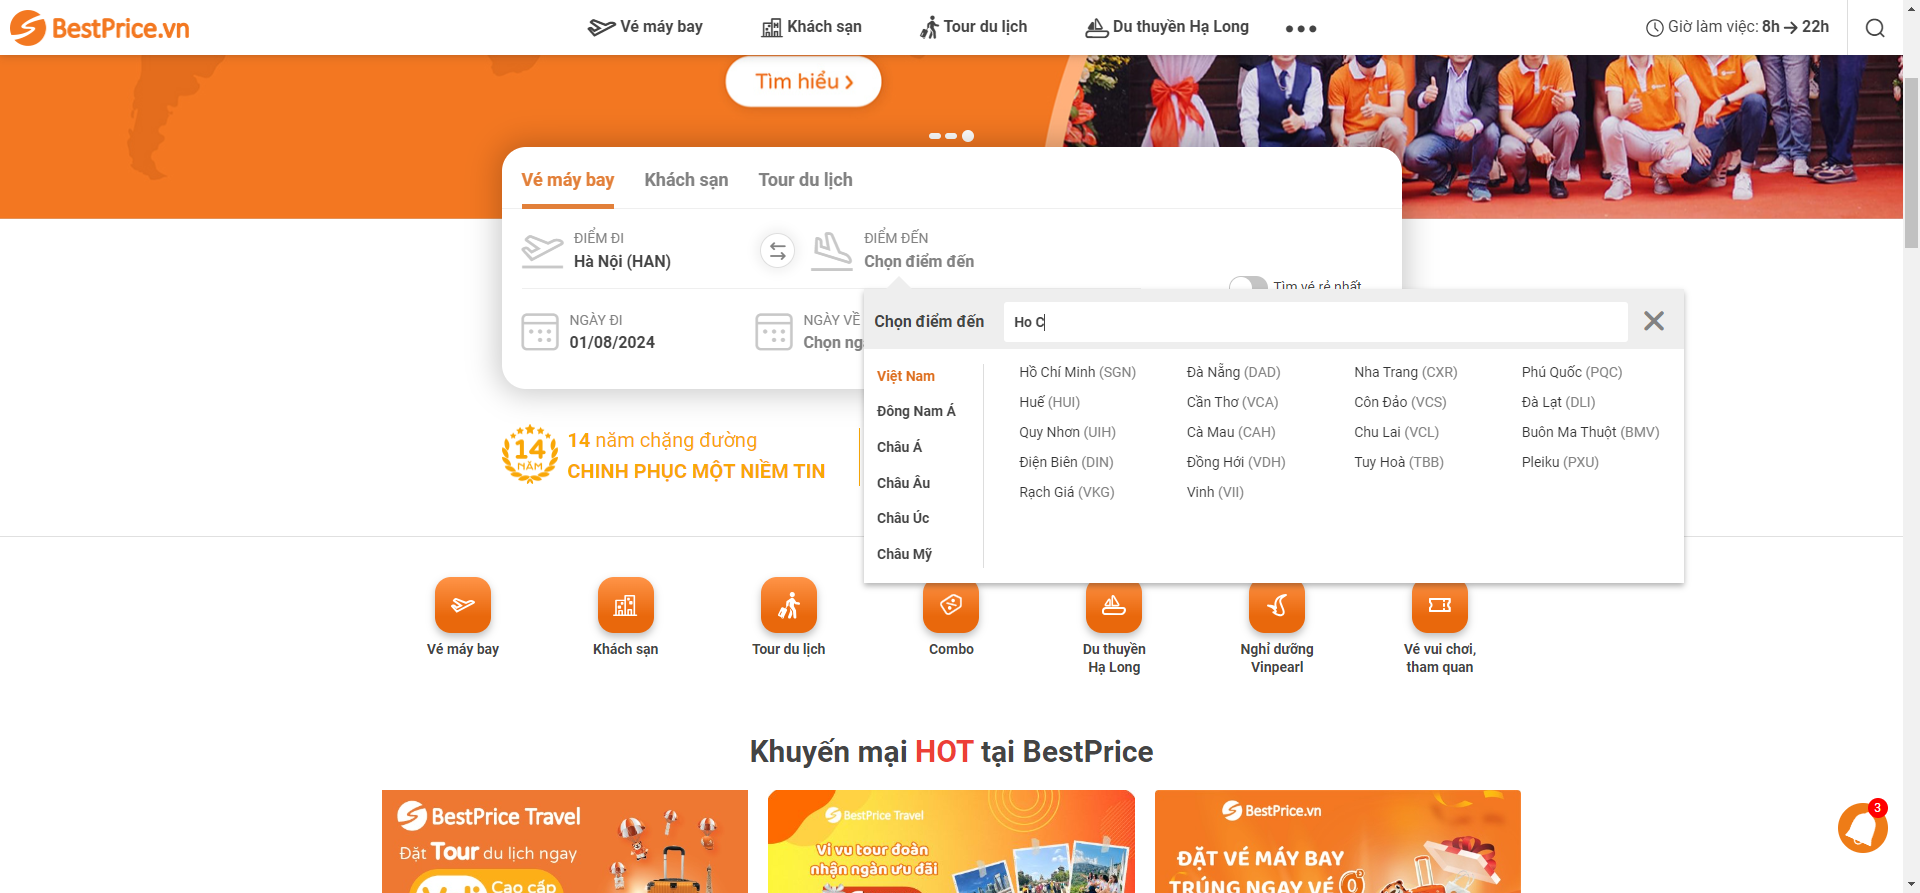 BestPrice.vn
Vé máy bay
Khách sạn
Tour du lịch
Du thuyền Hạ Long
Giờ làm việc: 8h → 22h
Tìm hiểu
Vé máy bay
Khách sạn
Tour du lịch
ĐIỂM ĐI
Hà Nội (HAN)
ĐIỂM ĐẾN
Chọn điểm đến
Tìm vé rẻ nhất
NGÀY ĐI
01/08/2024
NGÀY VỀ
Chọn ng
Chọn điểm đến
Ho C
Việt Nam
Đông Nam Á
Châu Á
Châu Âu
Châu Úc
Châu Mỹ
Hồ Chí Minh (SGN)
Đà Nẵng (DAD)
Nha Trang (CXR)
Phú Quốc (PQC)
Huế (HUI)
Cần Thơ (VCA)
Côn Đảo (VCS)
Đà Lạt (DLI)
Quy Nhơn (UIH)
Cà Mau (CAH)
Chu Lai (VCL)
Buôn Ma Thuột (BMV)
Điện Biên (DIN)
Đồng Hới (VDH)
Tuy Hoà (TBB)
Pleiku (PXU)
Rạch Giá (VKG)
Vinh (VII)
14
NĂM
14 năm chặng đường
CHINH PHỤC MỘT NIỀM TIN
Vé máy bay
Khách sạn
Tour du lịch
Combo
Du thuyền
Hạ Long
Nghỉ dưỡng
Vinpearl
Vé vui chơi,
tham quan
Khuyến mại HOT tại BestPrice
BestPrice Travel
Đặt Tour du lịch ngay
Cao cấp
BestPrice Travel
Vi vu tour đoàn
nhận ngàn ưu đãi
BestPrice.vn
ĐẶT VÉ MÁY BAY
TRÚNG NGAY VÉ 0
3